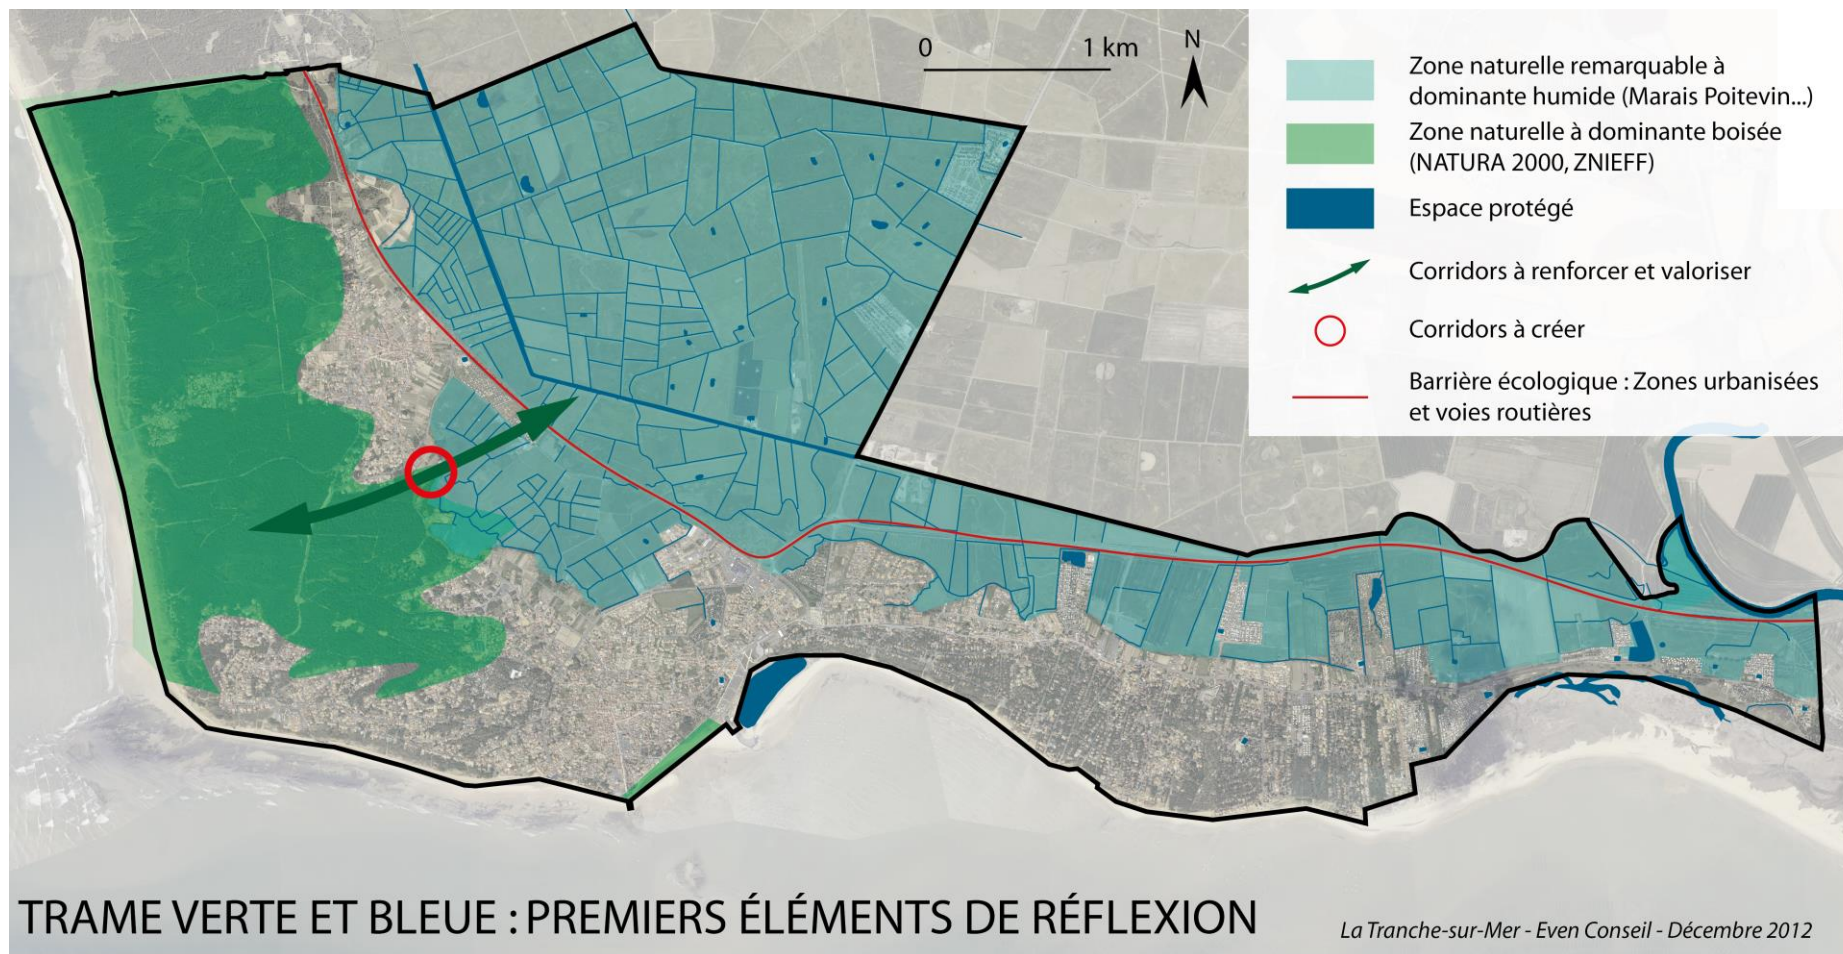 0
1 km
N
Zone naturelle remarquable à
dominante humide (Marais Poitevin...)
Zone naturelle à dominante boisée
(NATURA 2000, ZNIEFF)
Espace protégé
Corridors à renforcer et valoriser
Corridors à créer
Barrière écologique : Zones urbanisées
et voies routières
TRAME VERTE ET BLEUE : PREMIERS ÉLÉMENTS DE RÉFLEXION
La Tranche-sur-Mer - Even Conseil - Décembre 2012